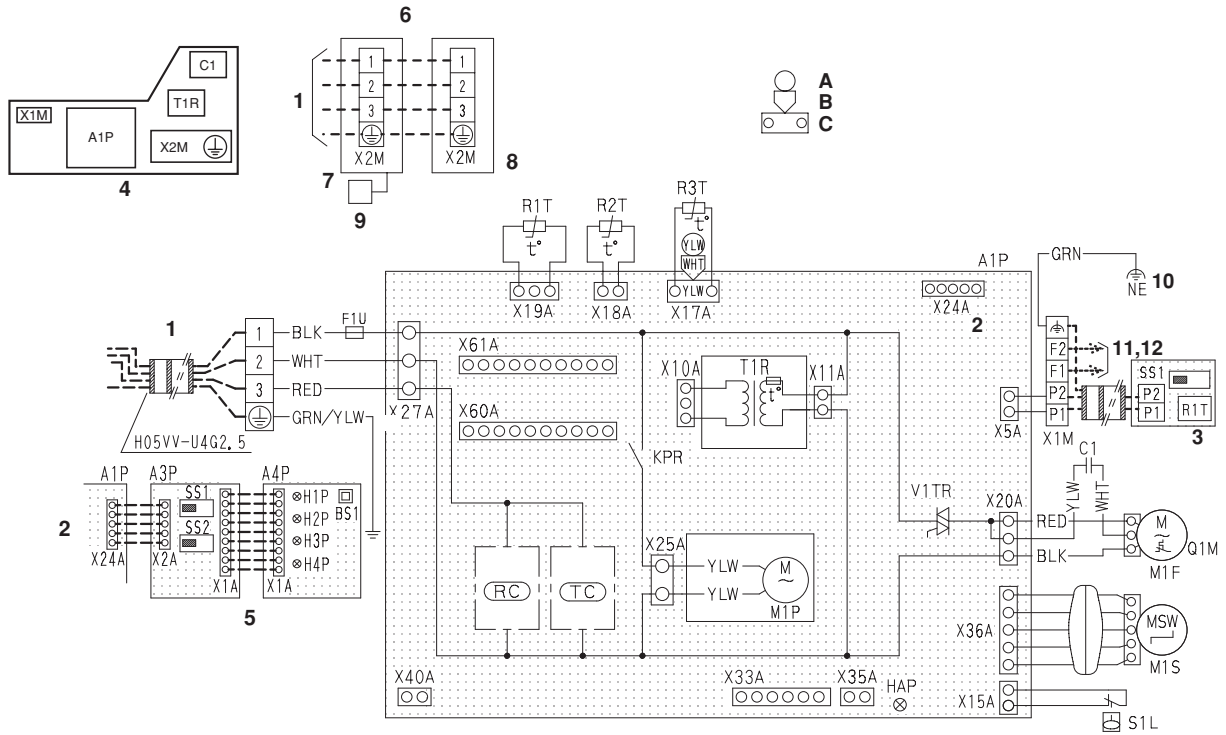 6
C1
X1M
T1R
A1P
X2M
4
1
1
2
3
X2M
1
2
3
X2M
7
8
9
A
B
C
R1T
t°
X19A
R2T
t°
X18A
R3T
t°
YLW
WHT
YLW
X17A
A1P
X24A
2
GRN
NE
10
1
1
BLK
F1U
2
WHT
3
RED
GRN/YLW
X27A
H05VV-U4G2.5
X61A
X60A
X10A
T1R
t°
X11A
KPR
F2
F1
P2
P1
X1M
X5A
11,12
SS1
P2
P1
R1T
3
C1
YLW
WHT
V1TR
X20A
RED
BLK
M
~
Q1M
M1F
2
A1P
X24A
A3P
SS1
SS2
X2A
X1A
A4P
H1P
H2P
H3P
H4P
BS1
X1A
5
RC
TC
X25A
YLW
YLW
M
~
M1P
X36A
MSW
M1S
X40A
X33A
X35A
HAP
X15A
S1L